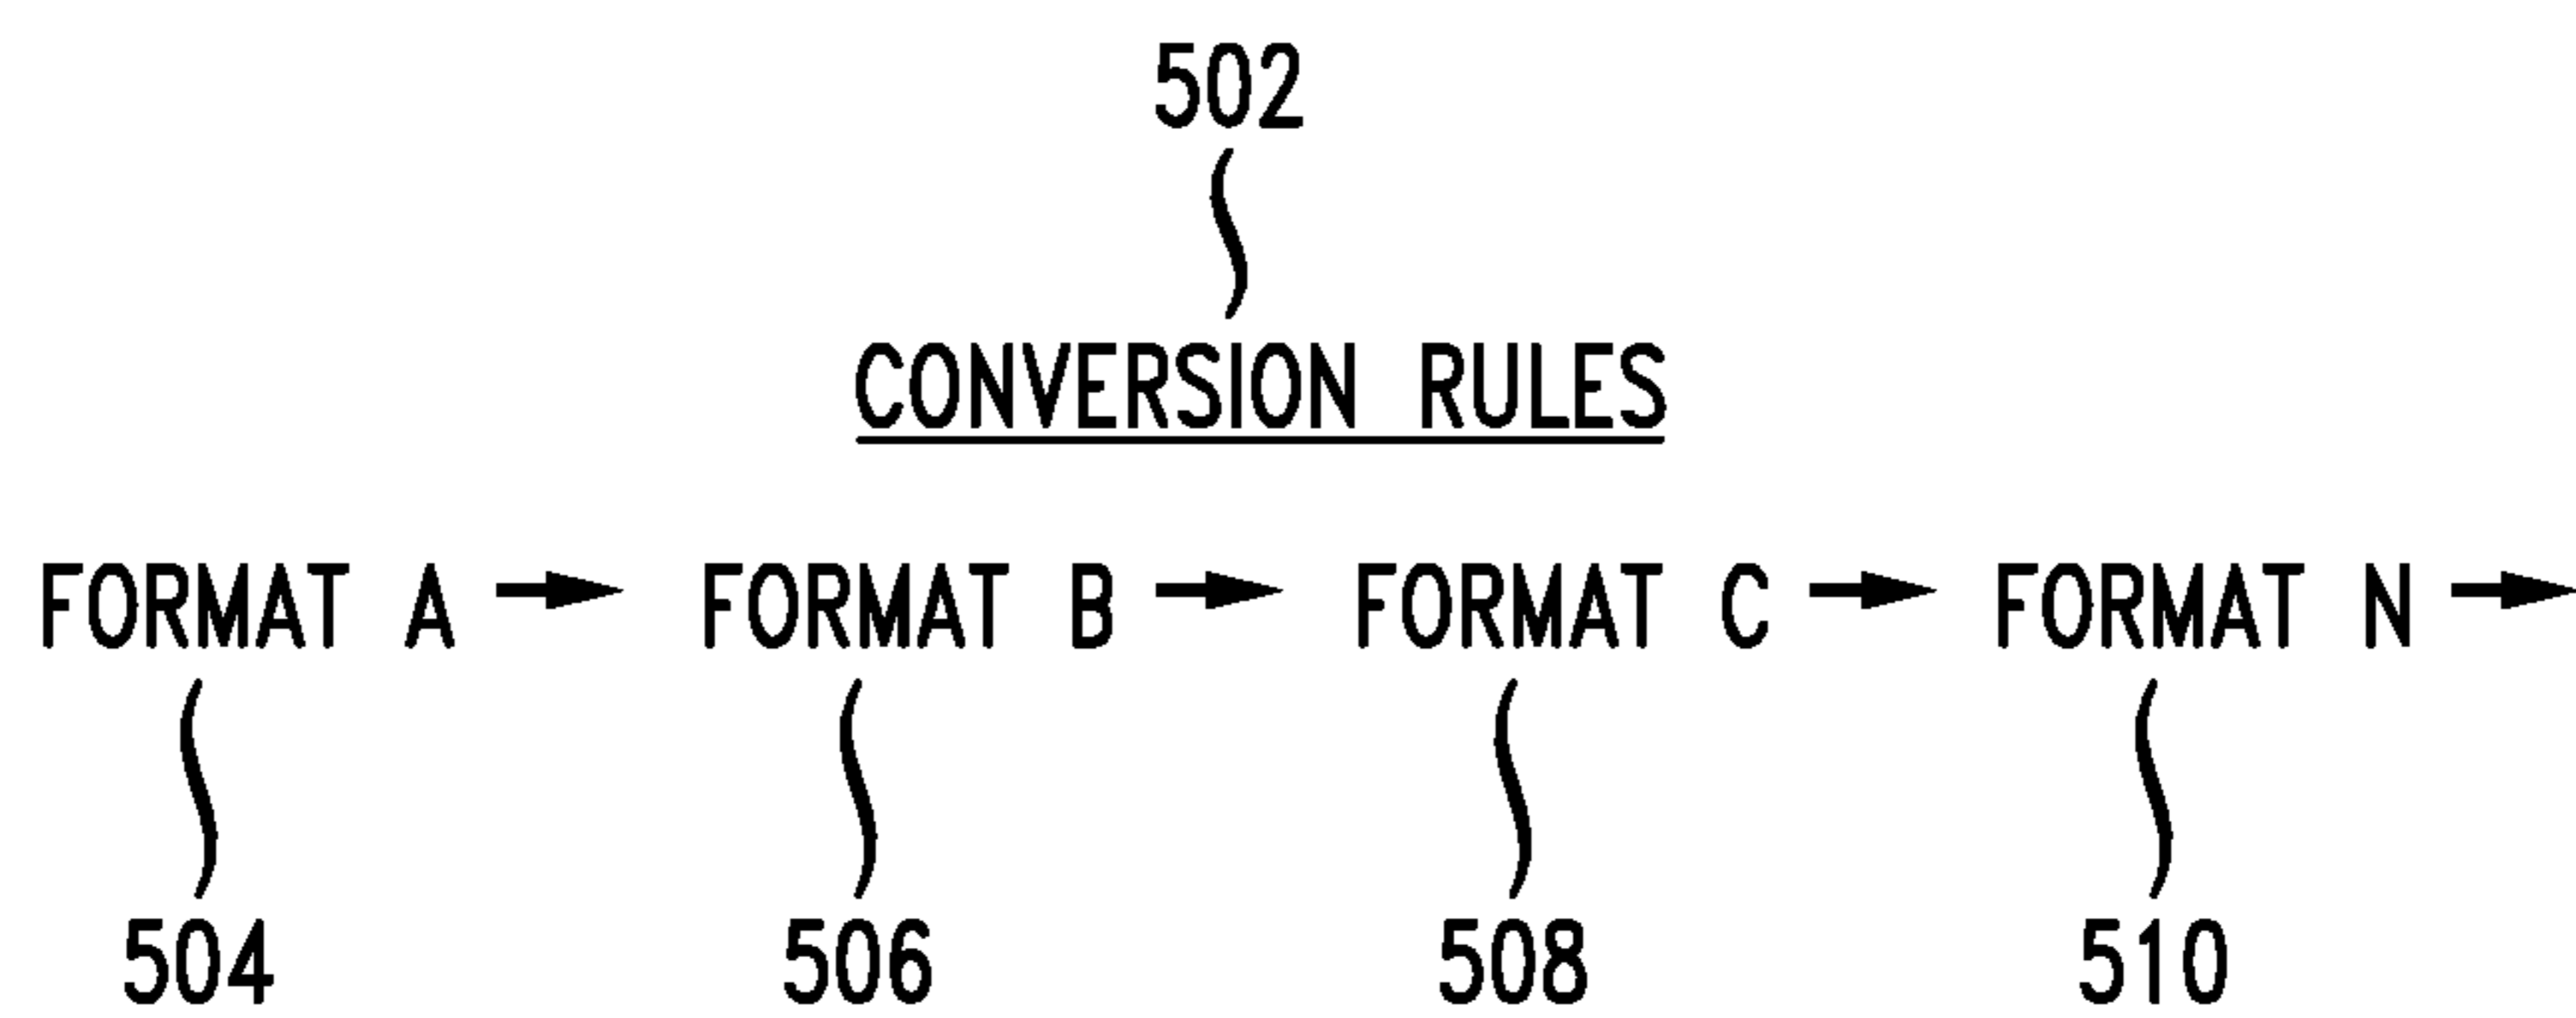 502
CONVERSION RULES
FORMAT A → FORMAT B → FORMAT C → FORMAT N →
504 506 508 510